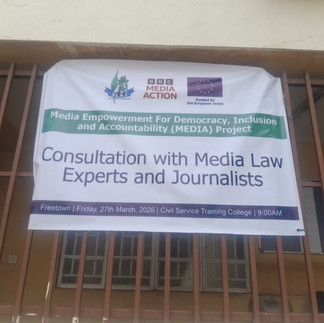 BBC
MEDIA
ACTION
Funded by
the European Union
Media Empowerment For Democracy, Inclusion
and Accountability (MEDIA) Project
Consultation with Media Law
Experts and Journalists
Freetown | Friday, 27th March, 2026 | Civil Service Training College | 9:00AM